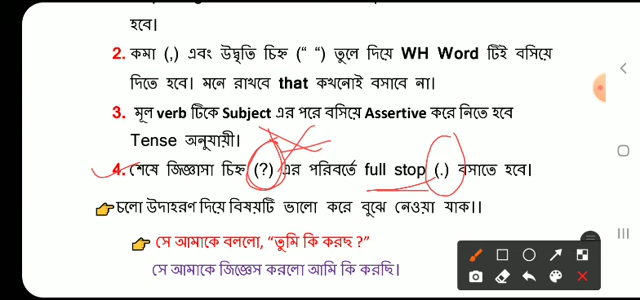 হবে।
2. কমা (,) এবং উদ্ধৃতি চিহ্ন (“ “) তুলে দিয়ে WH Word টিই বসিয়ে
দিতে হবে। মনে রাখবে that কখনোই বসাবে না।
3. মূল verb টিকে Subject এর পরে বসিয়ে Assertive করে নিতে হবে
Tense অনুযায়ী।
4. শেষে জিজ্ঞাসা চিহ্ন (?) এর পরিবর্তে full stop (.) বসাতে হবে।
চলো উদাহরণ দিয়ে বিষয়টি ভালো করে বুঝে নেওয়া যাক।।
সে আমাকে বললো, “তুমি কি করছ ?”
সে আমাকে জিজ্ঞেস করলো আমি কি করছি।